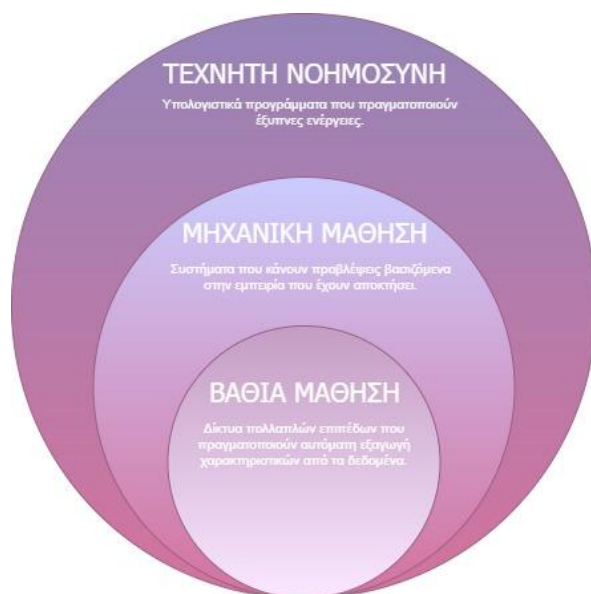 ΤΕΧΝΗΤΗ ΝΟΗΜΟΣΥΝΗ
Υπολογιστικά προγράμματα που πραγματοποιούν
έξυπνες ενέργειες.
ΜΗΧΑΝΙΚΗ ΜΑΘΗΣΗ
Συστήματα που κάνουν προβλέψεις βασιζόμενα
στην εμπειρία που έχουν αποκτήσει.
ΒΑΘΙΑ ΜΑΘΗΣΗ
Δίκτυα πολλαπλών επιπέδων που
πραγματοποιούν αυτόματη εξαγωγή
χαρακτηριστικών από τα δεδομένα.